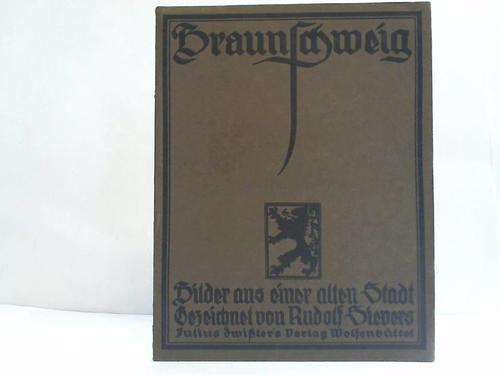 Braunschweig
Bilder aus einer alten Stadt
Gezeichnet von Rudolf Sievers
Julius Zwißler's Verlag Wolfenbüttel